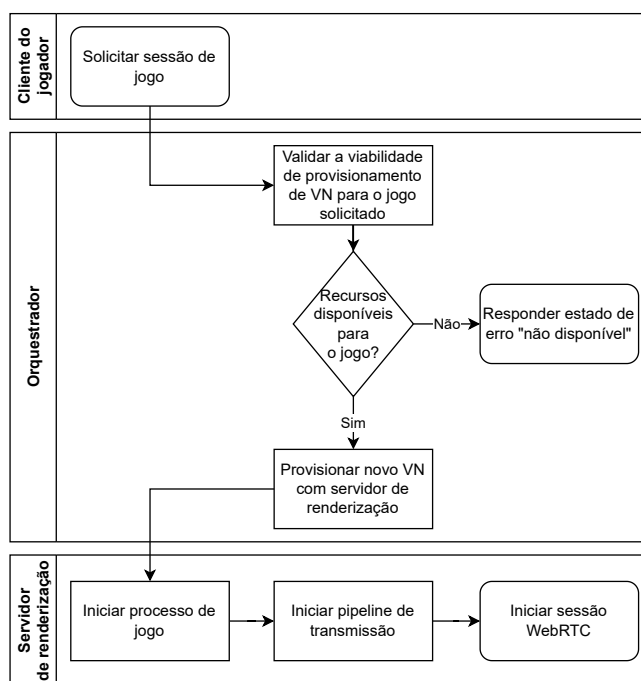 Cliente do
jogador
Solicitar sessão de
jogo
Orquestrador
Validar a viabilidade
de provisionamento
de VN para o jogo
solicitado
Recursos
disponíveis
para
o jogo?
Não
Responder estado de
erro "não disponível"
Sim
Provisionar novo VN
com servidor de
renderização
Servidor
de renderização
Iniciar processo de
jogo
Iniciar pipeline de
transmissão
Iniciar sessão
WebRTC